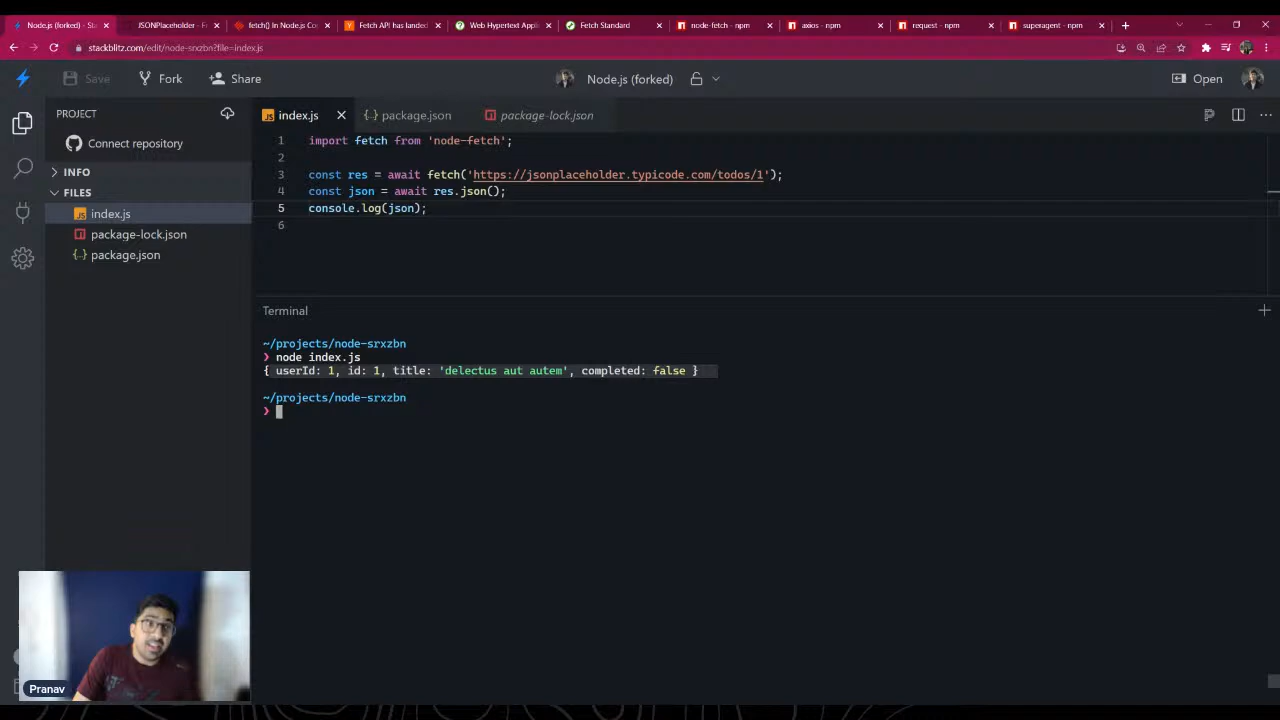 Node.js (forked) - St
JSONPlaceholder - F
fetch() In Node.js Co
Fetch API has landed
Web Hypertext Appl
Fetch Standard
node-fetch - npm
axios - npm
request - npm
superagent - npm
stackblitz.com/edit/node-srxzbn?file=index.js
Save
Fork
Share
Node.js (forked)
Open
PROJECT
Connect repository
INFO
FILES
index.js
package-lock.json
package.json
index.js
package.json
package-lock.json
1 import fetch from 'node-fetch';
2
3 const res = await fetch('https://jsonplaceholder.typicode.com/todos/1');
4 const json = await res.json();
5 console.log(json);
6
Terminal
~/projects/node-srxzbn
❯ node index.js
{ userId: 1, id: 1, title: 'delectus aut autem', completed: false }
~/projects/node-srxzbn
❯
Pranav